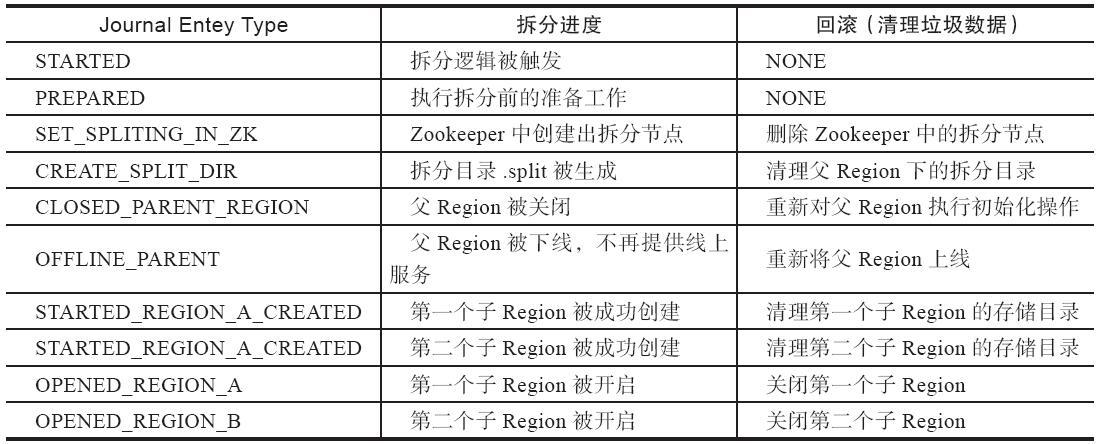 Journal Entey Type 拆分进度 回滚（清理垃圾数据）
STARTED 拆分逻辑被触发 NONE
PREPARED 执行拆分前的准备工作 NONE
SET_SPLITING_IN_ZK Zookeeper 中创建出拆分节点 删除 Zookeeper 中的拆分节点
CREATE_SPLIT_DIR 拆分目录 .split 被生成 清理父 Region 下的拆分目录
CLOSED_PARENT_REGION 父 Region 被关闭 重新对父 Region 执行初始化操作
OFFLINE_PARENT 父 Region 被下线，不再提供线上
服务 重新将父 Region 上线
STARTED_REGION_A_CREATED 第一个子 Region 被成功创建 清理第一个子 Region 的存储目录
STARTED_REGION_A_CREATED 第二个子 Region 被成功创建 清理第二个子 Region 的存储目录
OPENED_REGION_A 第一个子 Region 被开启 关闭第一个子 Region
OPENED_REGION_B 第二个子 Region 被开启 关闭第二个子 Region